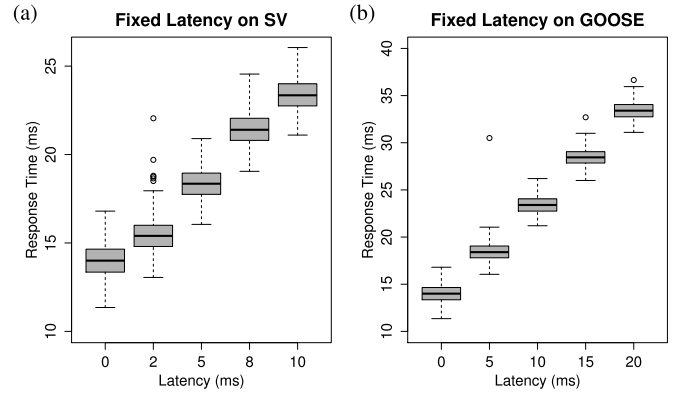 (a)
Fixed Latency on SV
Response Time (ms)
25
20
15
10
0 2 5 8 10
Latency (ms)
(b)
Fixed Latency on GOOSE
Response Time (ms)
40
35
30
25
20
15
10
0 5 10 15 20
Latency (ms)